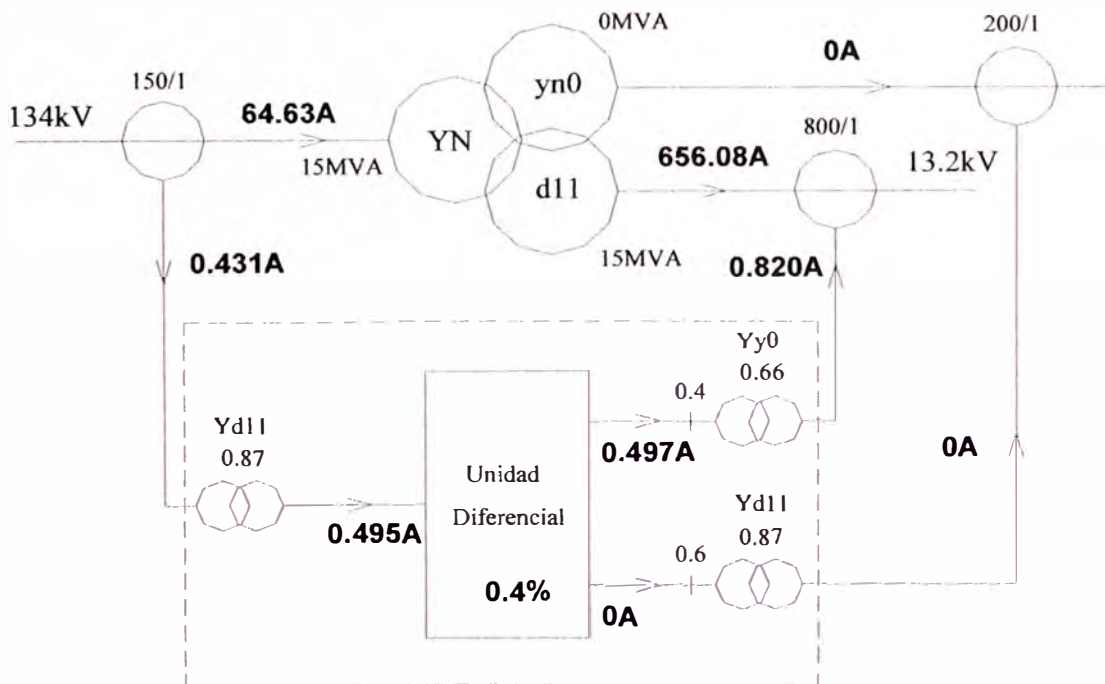 0MVA
200/1
150/1
0A
134kV
64.63A
yn0
YN
800/1
15MVA
656.08A
13.2kV
d11
15MVA
0.431A
0.820A
Yy0
0.66
0.4
Yd11
0.87
0.497A
0A
Unidad
Diferencial
0.495A
Yd11
0.87
0.6
0.4%
0A